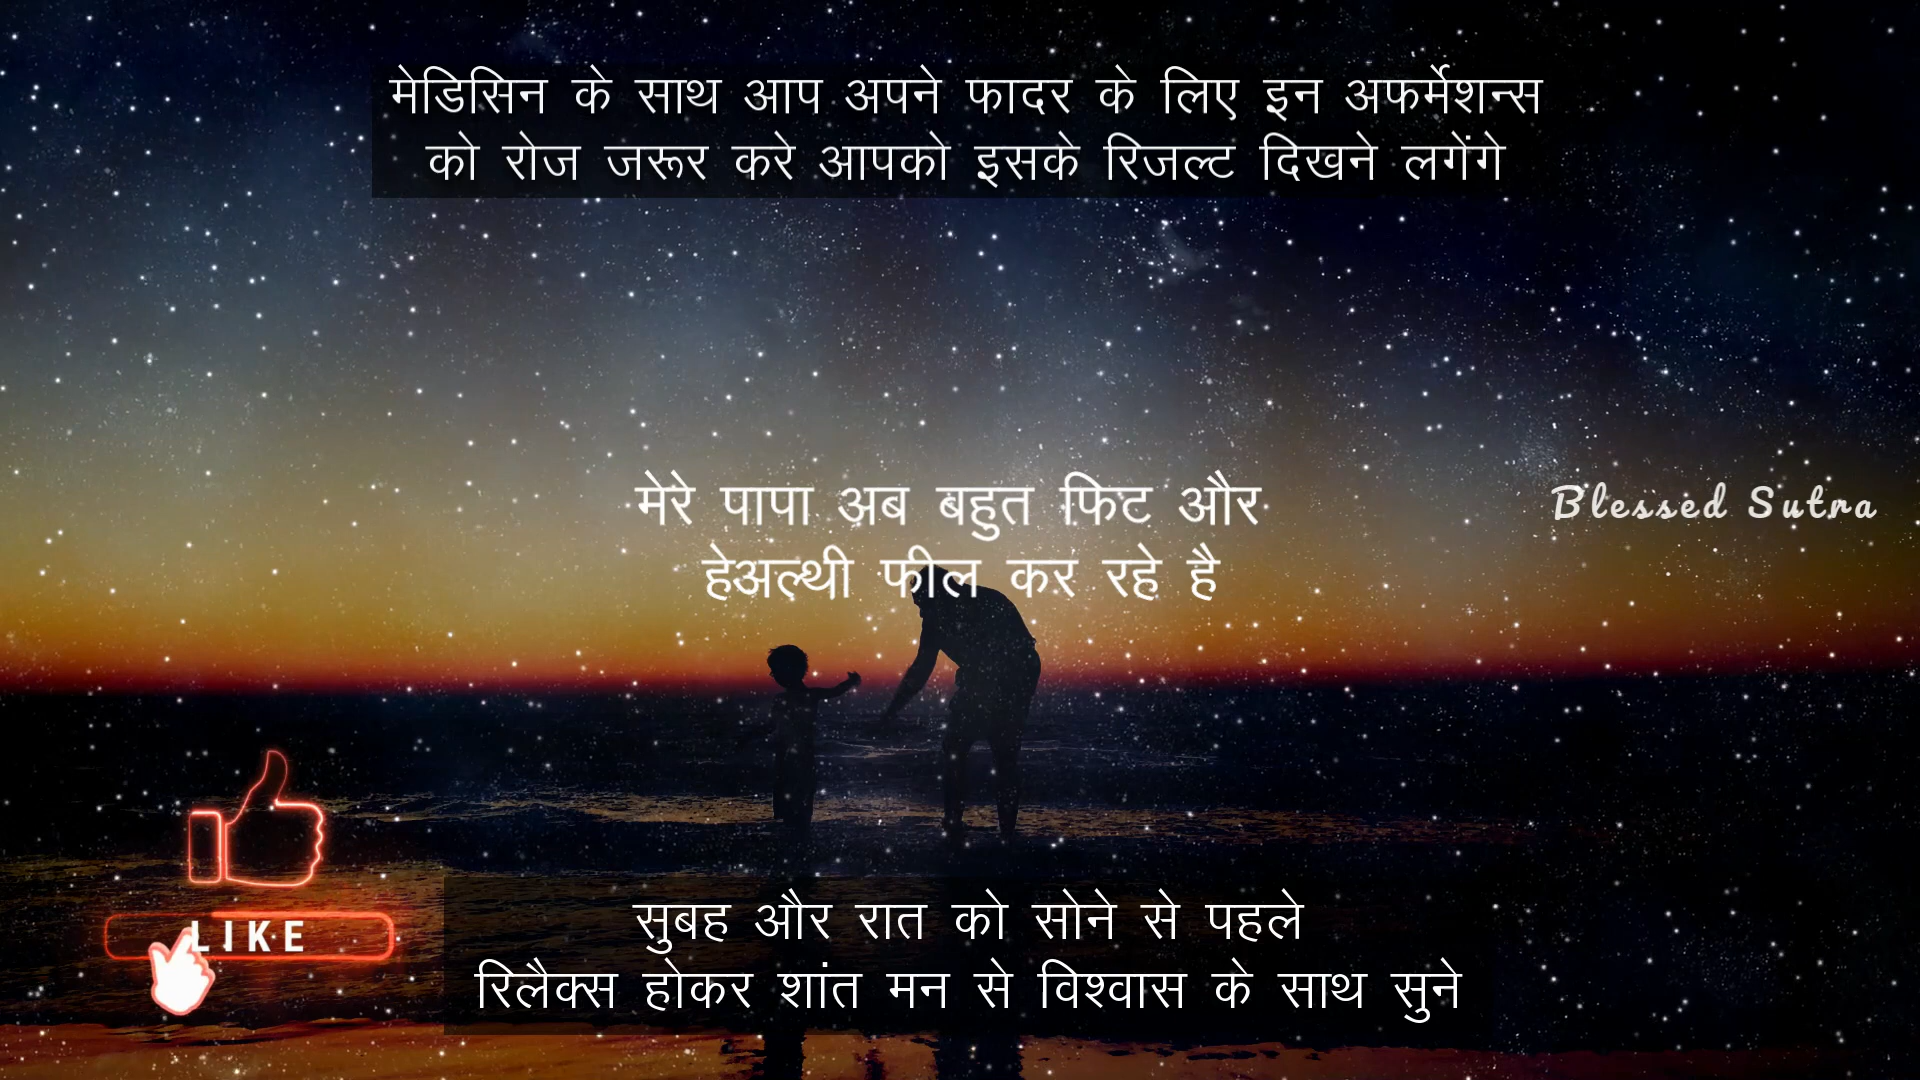 मेडिसिन के साथ आप अपने फादर के लिए इन अफर्मेशन्स
को रोज जरूर करे आपको इसके रिजल्ट दिखने लगेंगे
मेरे पापा अब बहुत फिट और
हेअल्थी फील कर रहे है
Blessed Sutra
LIKE
सुबह और रात को सोने से पहले
रिलैक्स होकर शांत मन से विश्वास के साथ सुने